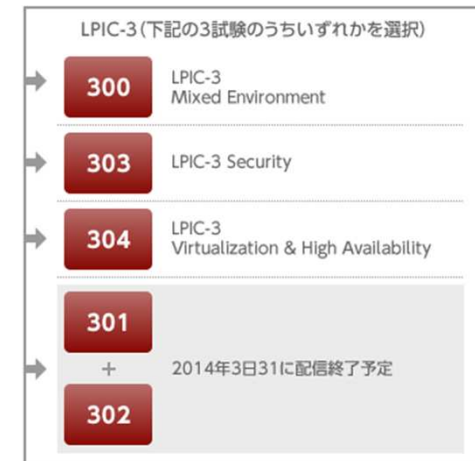 LPIC-3(下記の3試験のうちいずれかを選択)
300
LPIC-3
Mixed Environment
303
LPIC-3 Security
304
LPIC-3
Virtualization & High Availability
301
+
302
2014年3日31に配信終了予定